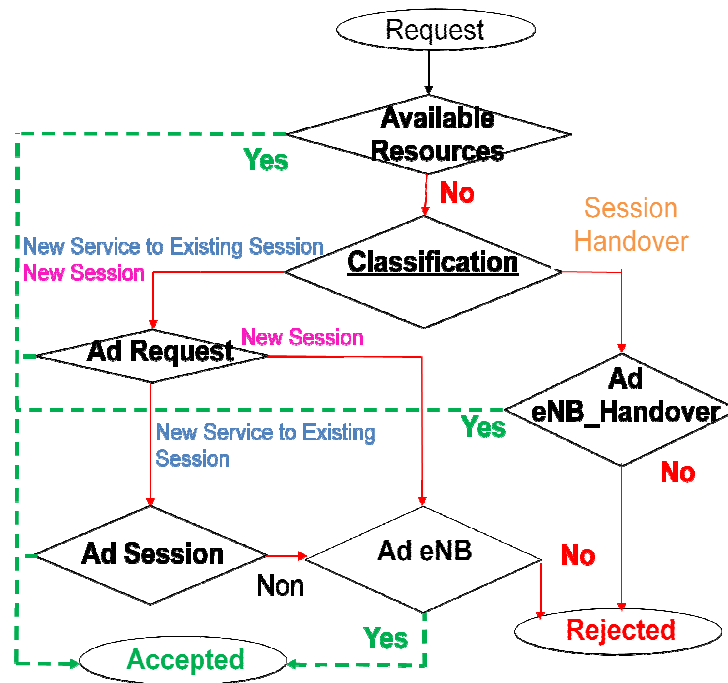 Request
Available
Resources
Yes
No
Session
Handover
New Service to Existing Session
New Session
Classification
Ad Request
New Session
Ad
eNB_Handover
Yes
New Service to Existing
Session
No
Ad Session
Non
Ad eNB
No
Yes
Accepted
Rejected